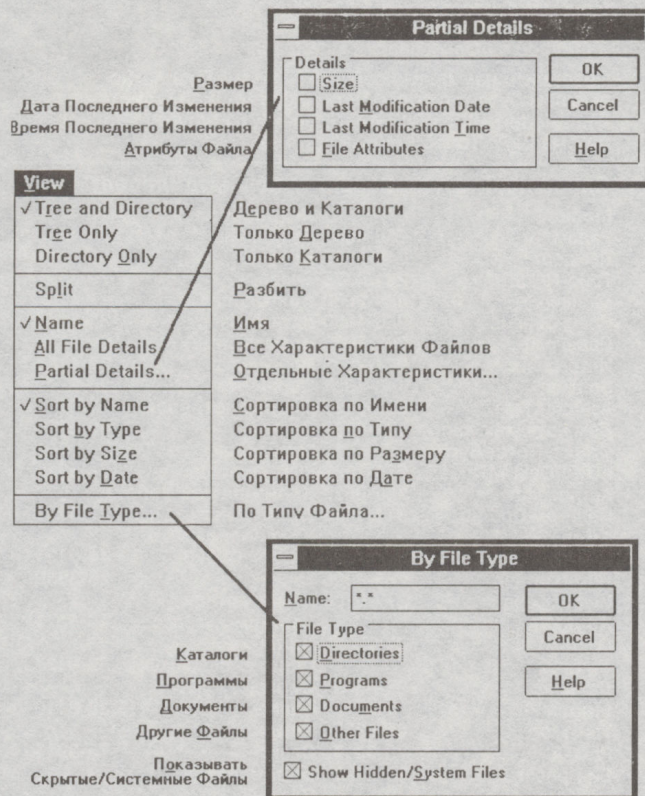 Partial Details
Details
Size
Last Modification Date
Last Modification Time
File Attributes
OK
Cancel
Help
Размер
Дата Последнего Изменения
Время Последнего Изменения
Атрибуты Файла
View
✓Tree and Directory Дерево и Каталоги
Tree Only Только Дерево
Directory Only Только Каталоги
Split Разбить
✓Name Имя
All File Details Все Характеристики Файлов
Partial Details... Отдельные Характеристики...
✓Sort by Name Сортировка по Имени
Sort by Type Сортировка по Типу
Sort by Size Сортировка по Размеру
Sort by Date Сортировка по Дате
By File Type... По Типу Файла...
By File Type
Name: *.*
OK
Cancel
Help
File Type
Каталоги Directories
Программы Programs
Документы Documents
Другие Файлы Other Files
Показывать
Скрытые/Системные Файлы
Show Hidden/System Files